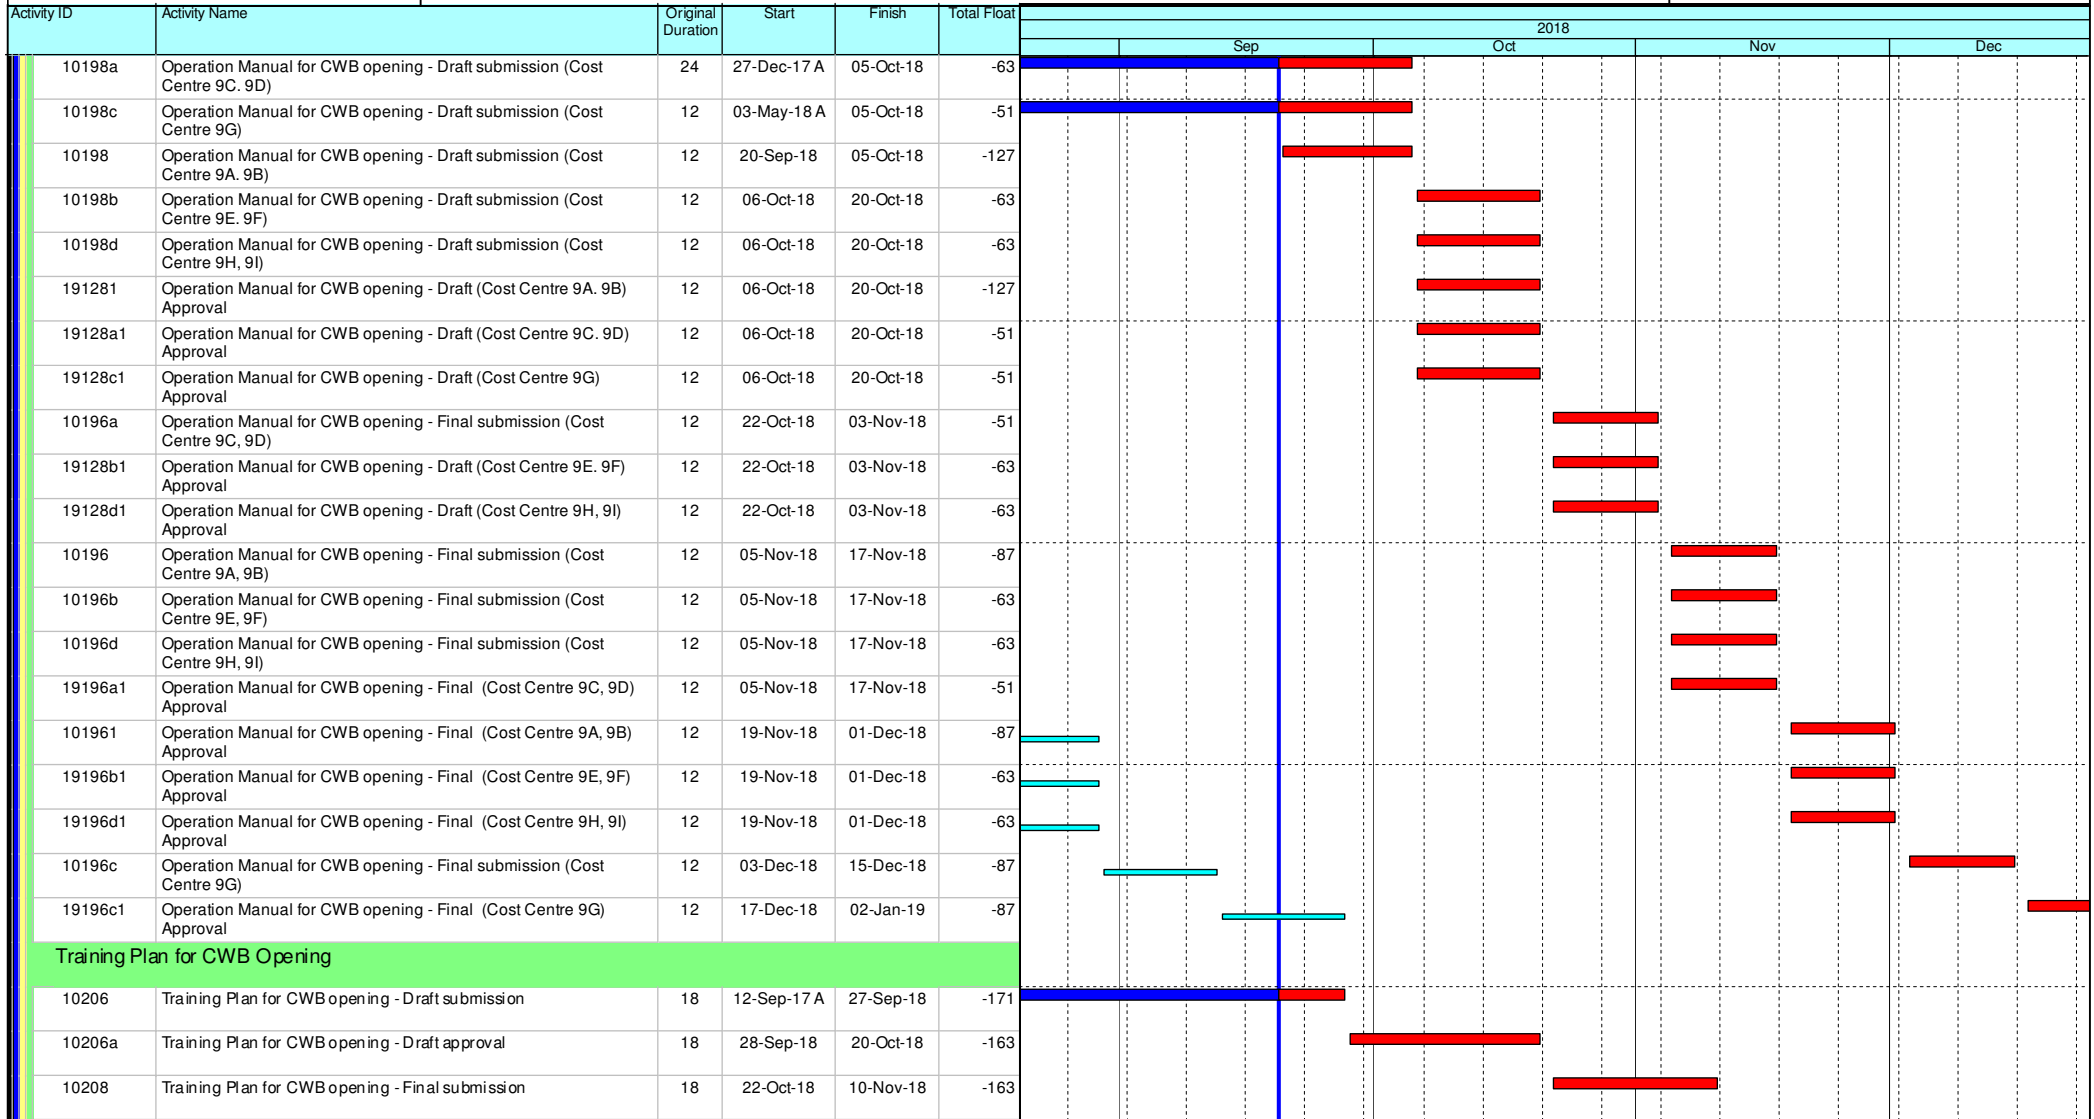 Activity ID Activity Name Original Duration Start Finish Total Float
2018
Sep Oct Nov Dec
10198a Operation Manual for CWB opening - Draft submission (Cost Centre 9C. 9D) 24 27-Dec-17 A 05-Oct-18 -63
10198c Operation Manual for CWB opening - Draft submission (Cost Centre 9G) 12 03-May-18 A 05-Oct-18 -51
10198 Operation Manual for CWB opening - Draft submission (Cost Centre 9A. 9B) 12 20-Sep-18 05-Oct-18 -127
10198b Operation Manual for CWB opening - Draft submission (Cost Centre 9E. 9F) 12 06-Oct-18 20-Oct-18 -63
10198d Operation Manual for CWB opening - Draft submission (Cost Centre 9H, 9I) 12 06-Oct-18 20-Oct-18 -63
191281 Operation Manual for CWB opening - Draft (Cost Centre 9A. 9B) Approval 12 06-Oct-18 20-Oct-18 -127
19128a1 Operation Manual for CWB opening - Draft (Cost Centre 9C. 9D) Approval 12 06-Oct-18 20-Oct-18 -51
19128c1 Operation Manual for CWB opening - Draft (Cost Centre 9G) Approval 12 06-Oct-18 20-Oct-18 -51
10196a Operation Manual for CWB opening - Final submission (Cost Centre 9C, 9D) 12 22-Oct-18 03-Nov-18 -51
19128b1 Operation Manual for CWB opening - Draft (Cost Centre 9E. 9F) Approval 12 22-Oct-18 03-Nov-18 -63
19128d1 Operation Manual for CWB opening - Draft (Cost Centre 9H, 9I) Approval 12 22-Oct-18 03-Nov-18 -63
10196 Operation Manual for CWB opening - Final submission (Cost Centre 9A, 9B) 12 05-Nov-18 17-Nov-18 -87
10196b Operation Manual for CWB opening - Final submission (Cost Centre 9E, 9F) 12 05-Nov-18 17-Nov-18 -63
10196d Operation Manual for CWB opening - Final submission (Cost Centre 9H, 9I) 12 05-Nov-18 17-Nov-18 -63
19196a1 Operation Manual for CWB opening - Final (Cost Centre 9C, 9D) Approval 12 05-Nov-18 17-Nov-18 -51
101961 Operation Manual for CWB opening - Final (Cost Centre 9A, 9B) Approval 12 19-Nov-18 01-Dec-18 -87
19196b1 Operation Manual for CWB opening - Final (Cost Centre 9E, 9F) Approval 12 19-Nov-18 01-Dec-18 -63
19196d1 Operation Manual for CWB opening - Final (Cost Centre 9H, 9I) Approval 12 19-Nov-18 01-Dec-18 -63
10196c Operation Manual for CWB opening - Final submission (Cost Centre 9G) 12 03-Dec-18 15-Dec-18 -87
19196c1 Operation Manual for CWB opening - Final (Cost Centre 9G) Approval 12 17-Dec-18 02-Jan-19 -87
Training Plan for CWB Opening
10206 Training Plan for CWB opening - Draft submission 18 12-Sep-17 A 27-Sep-18 -171
10206a Training Plan for CWB opening - Draft approval 18 28-Sep-18 20-Oct-18 -163
10208 Training Plan for CWB opening - Final submission 18 22-Oct-18 10-Nov-18 -163